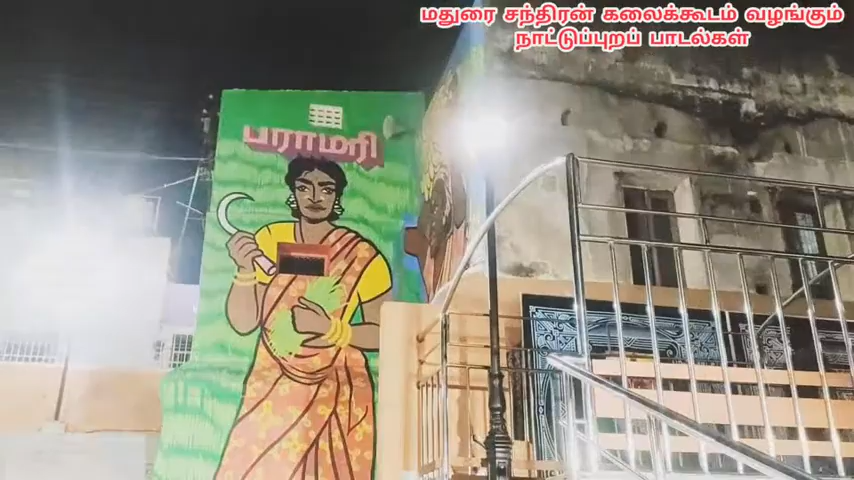 மதுரை சந்திரன் கலைக்கூடம் வழங்கும்
நாட்டுப்புறப் பாடல்கள்
பராமரி